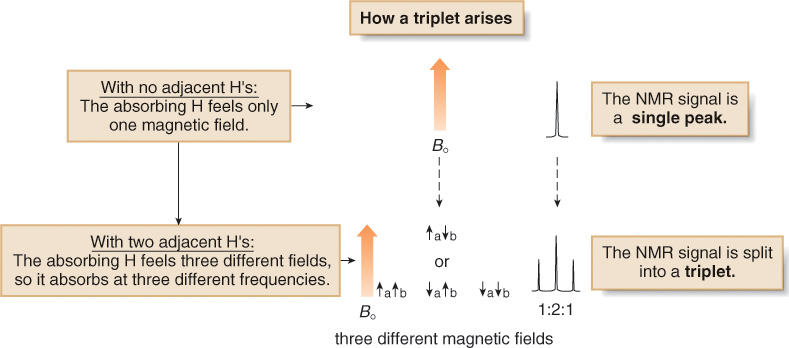 How a triplet arises
With no adjacent H's:
The absorbing H feels only
one magnetic field.
B₀
The NMR signal is
a single peak.
With two adjacent H's:
The absorbing H feels three different fields,
so it absorbs at three different frequencies.
B₀
↑a↓b
or
↑a↑b ↓a↑b ↓a↓b
1:2:1
The NMR signal is split
into a triplet.
three different magnetic fields